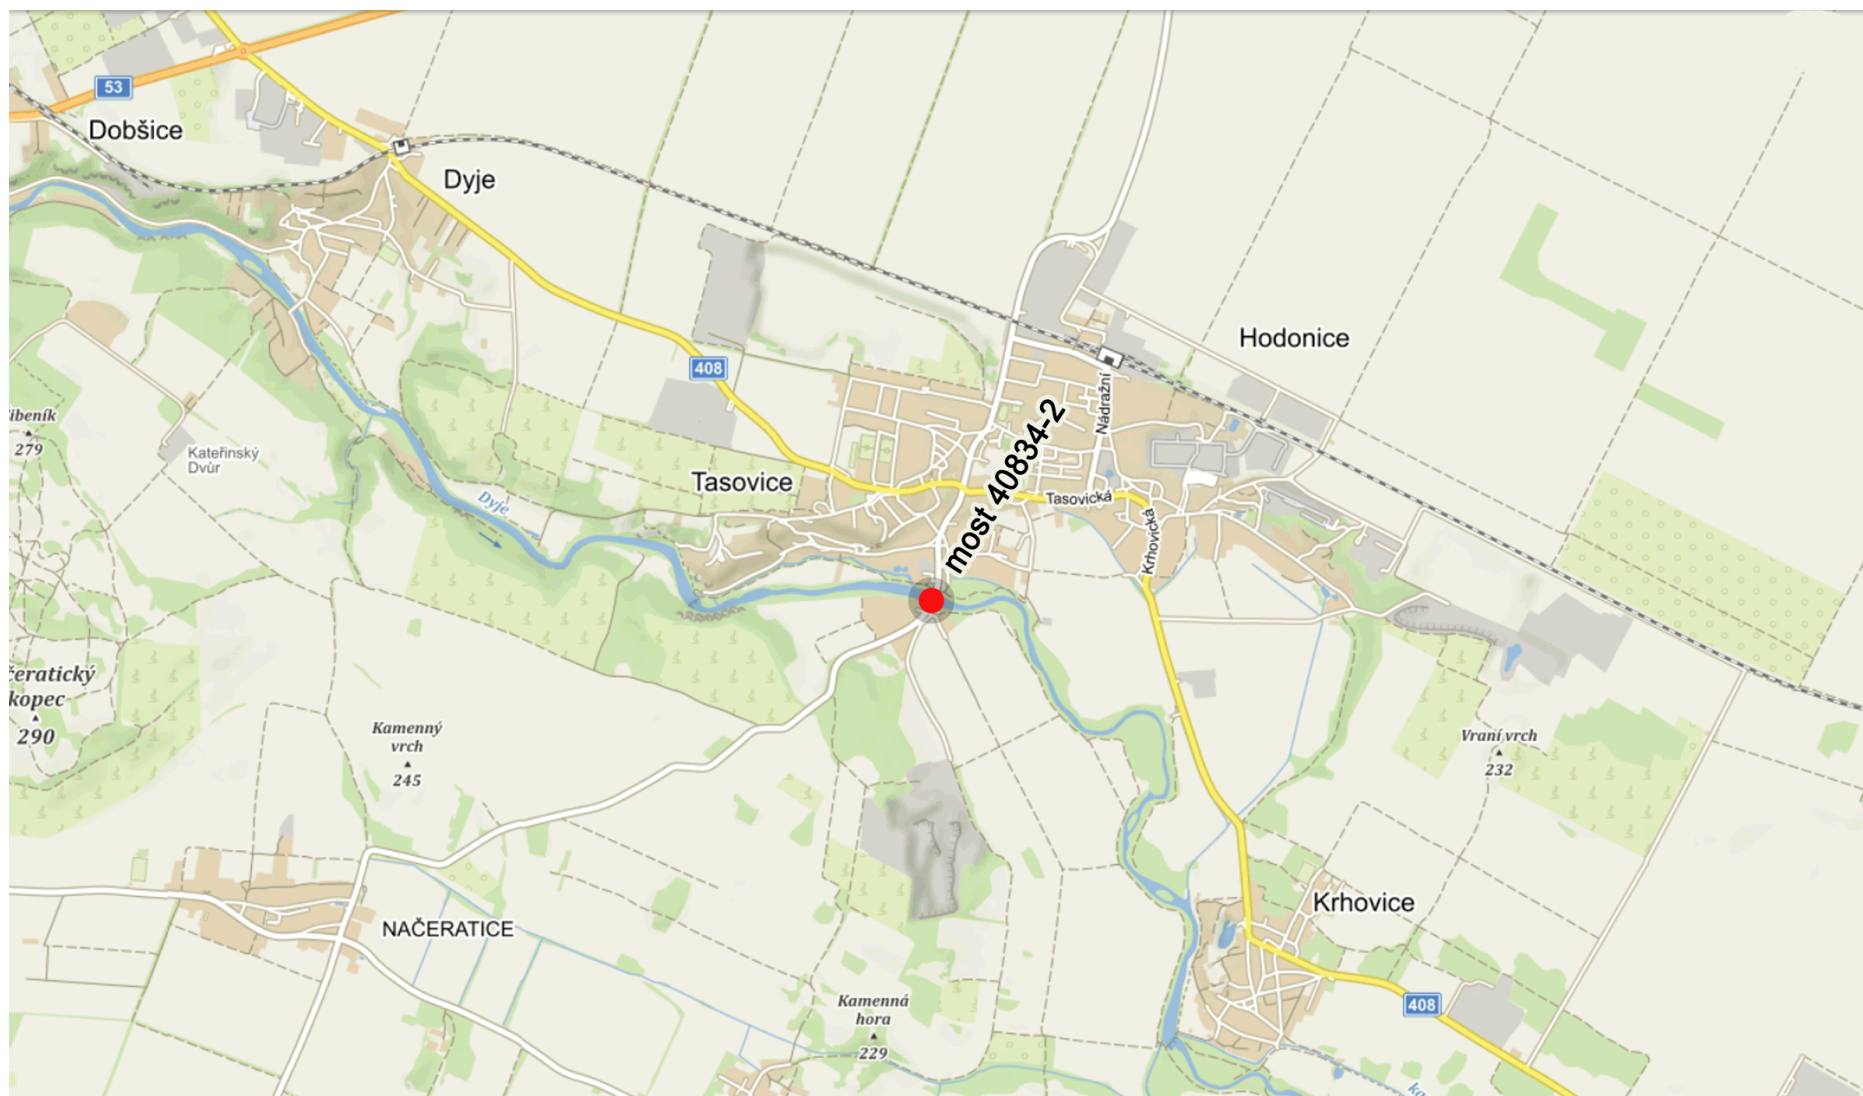 53
Dobšice
Dyje
Hodonice
408
Nádražní
279
Kateřinský
Dvůr
Tasovice
most 40834-2
Tasovická
Dyje
Krhovická
kopec
290
Kamenný
vrch
245
Vraní vrch
232
Krhovice
NAČERATICE
Kamenná
hora
229
408